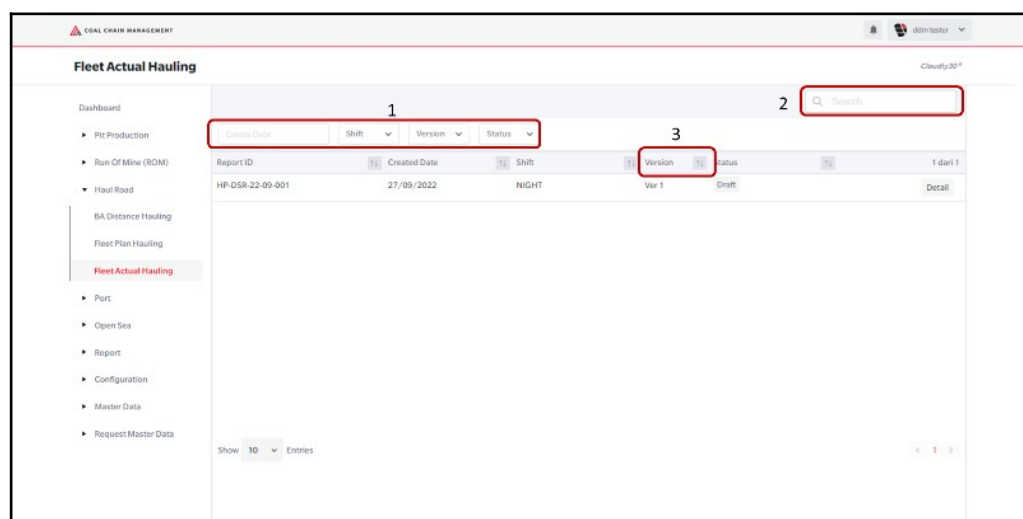 COAL CHAIN MANAGEMENT
ddm tester
Fleet Actual Hauling
Dashboard
1
2
Search
Pit Production
Create Date
Shift
Version
Status
3
Run Of Mine (ROM)
Report ID
Created Date
Shift
Version
Status
1 dari 1
Haul Road
HP-DSR-22-09-001
27/09/2022
NIGHT
Ver 1
Draft
Detail
BA Distance Hauling
Fleet Plan Hauling
Fleet Actual Hauling
Port
Open Sea
Report
Configuration
Master Data
Request Master Data
Show 10 Entries
< 1 >